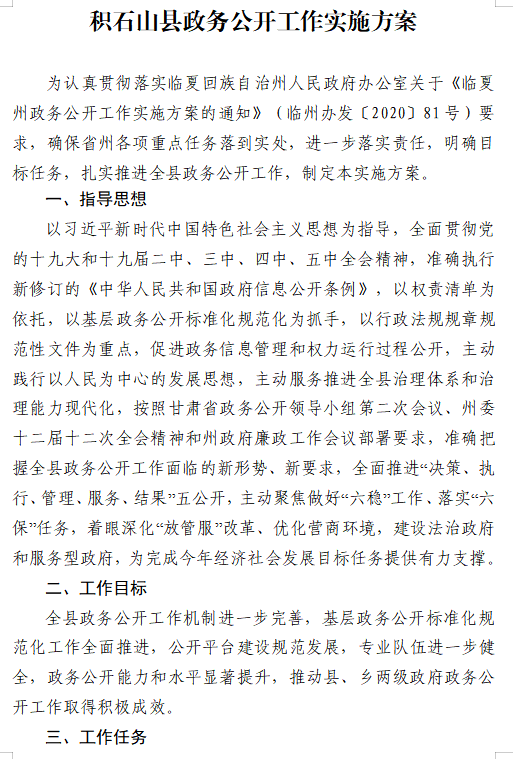 积石山县政务公开工作实施方案
为认真贯彻落实临夏回族自治州人民政府办公室关于《临夏
州政务公开工作实施方案的通知》（临州办发〔2020〕81号）要
求，确保省州各项重点任务落到实处，进一步落实责任，明确目
标任务，扎实推进全县政务公开工作，制定本实施方案。
一、指导思想
以习近平新时代中国特色社会主义思想为指导，全面贯彻党
的十九大和十九届二中、三中、四中、五中全会精神，准确执行
新修订的《中华人民共和国政府信息公开条例》，以权责清单为
依托，以基层政务公开标准化规范化为抓手，以行政法规规章规
范性文件为重点，促进政务信息管理和权力运行过程公开，主动
践行以人民为中心的发展思想，主动服务推进全县治理体系和治
理能力现代化，按照甘肃省政务公开领导小组第二次会议、州委
十二届十二次全会精神和州政府廉政工作会议部署要求，准确把
握全县政务公开工作面临的新形势、新要求，全面推进“决策、执
行、管理、服务、结果”五公开，主动聚焦做好“六稳”工作、落实“六
保”任务，着眼深化“放管服”改革、优化营商环境，建设法治政府
和服务型政府，为完成今年经济社会发展目标任务提供有力支撑。
二、工作目标
全县政务公开工作机制进一步完善，基层政务公开标准化规
范化工作全面推进，公开平台建设规范发展，专业队伍进一步健
全，政务公开能力和水平显著提升，推动县、乡两级政府政务公
开工作取得积极成效。
三、工作任务